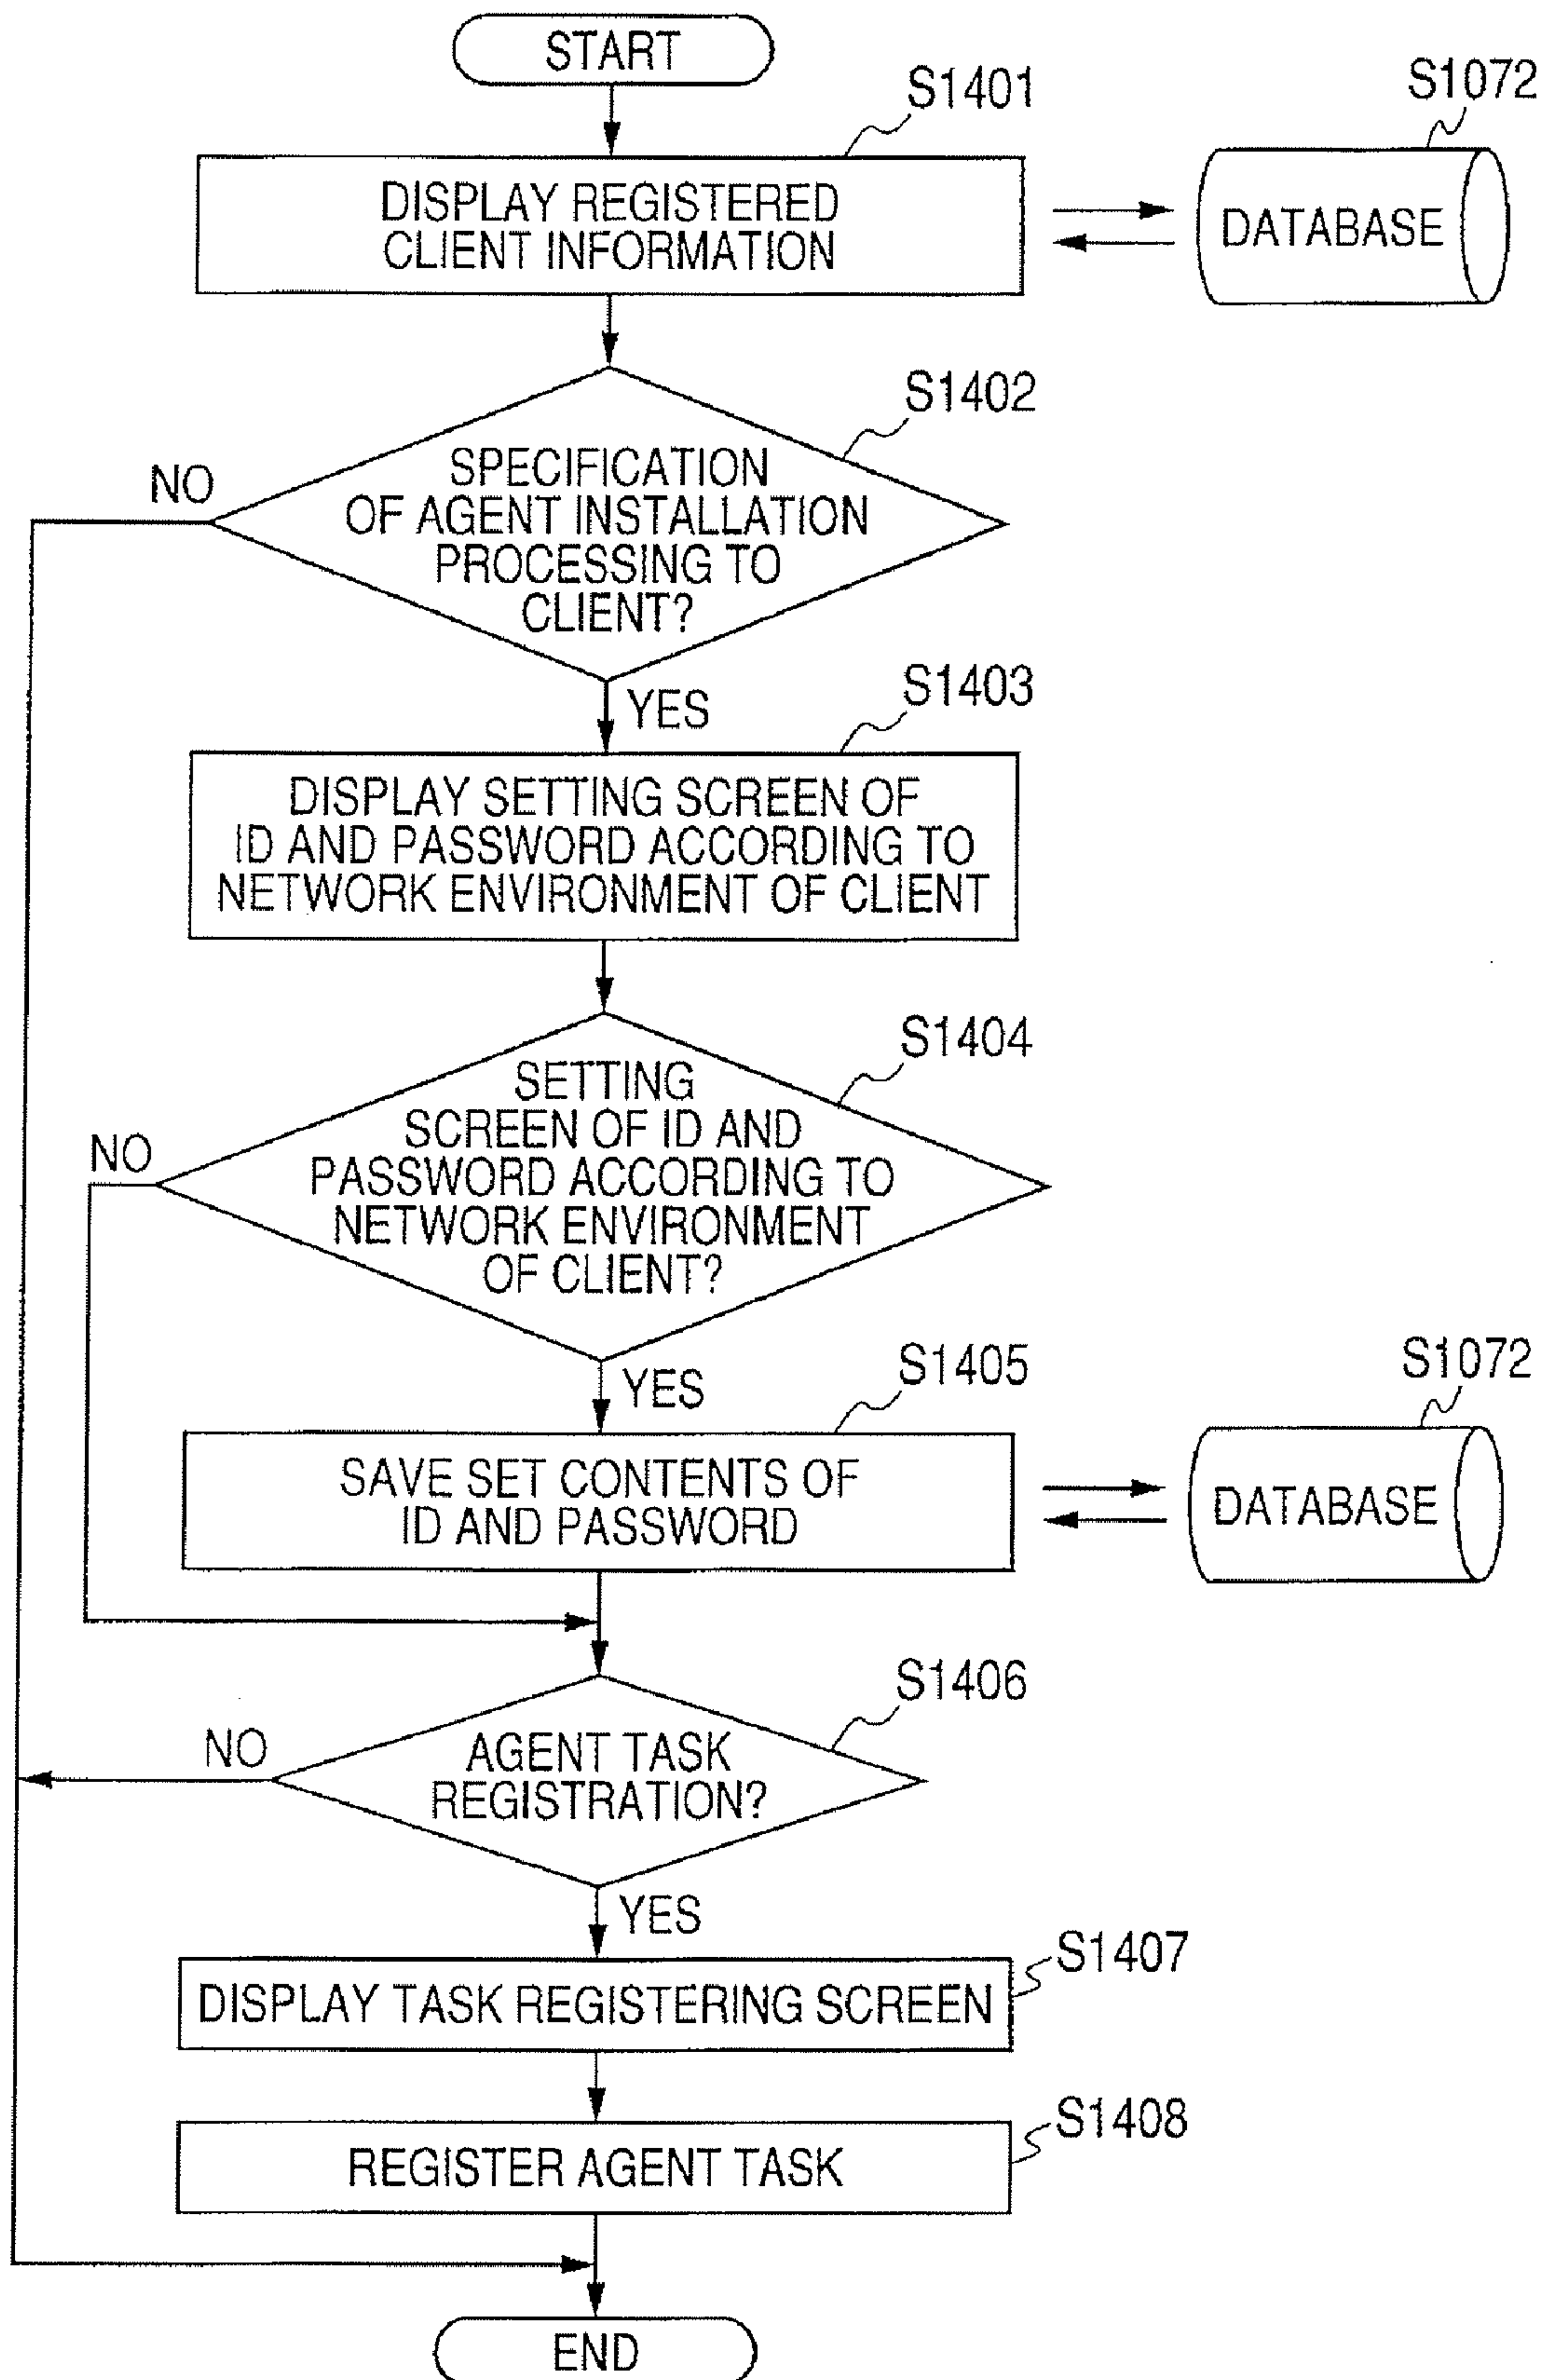 START
S1401
S1072
DISPLAY REGISTERED
CLIENT INFORMATION
DATABASE
S1402
SPECIFICATION
OF AGENT INSTALLATION
PROCESSING TO
CLIENT?
NO
YES
S1403
DISPLAY SETTING SCREEN OF
ID AND PASSWORD ACCORDING TO
NETWORK ENVIRONMENT OF CLIENT
S1404
SETTING
SCREEN OF ID AND
PASSWORD ACCORDING TO
NETWORK ENVIRONMENT
OF CLIENT?
NO
YES
S1405
S1072
SAVE SET CONTENTS OF
ID AND PASSWORD
DATABASE
S1406
AGENT TASK
REGISTRATION?
NO
YES
S1407
DISPLAY TASK REGISTERING SCREEN
S1408
REGISTER AGENT TASK
END